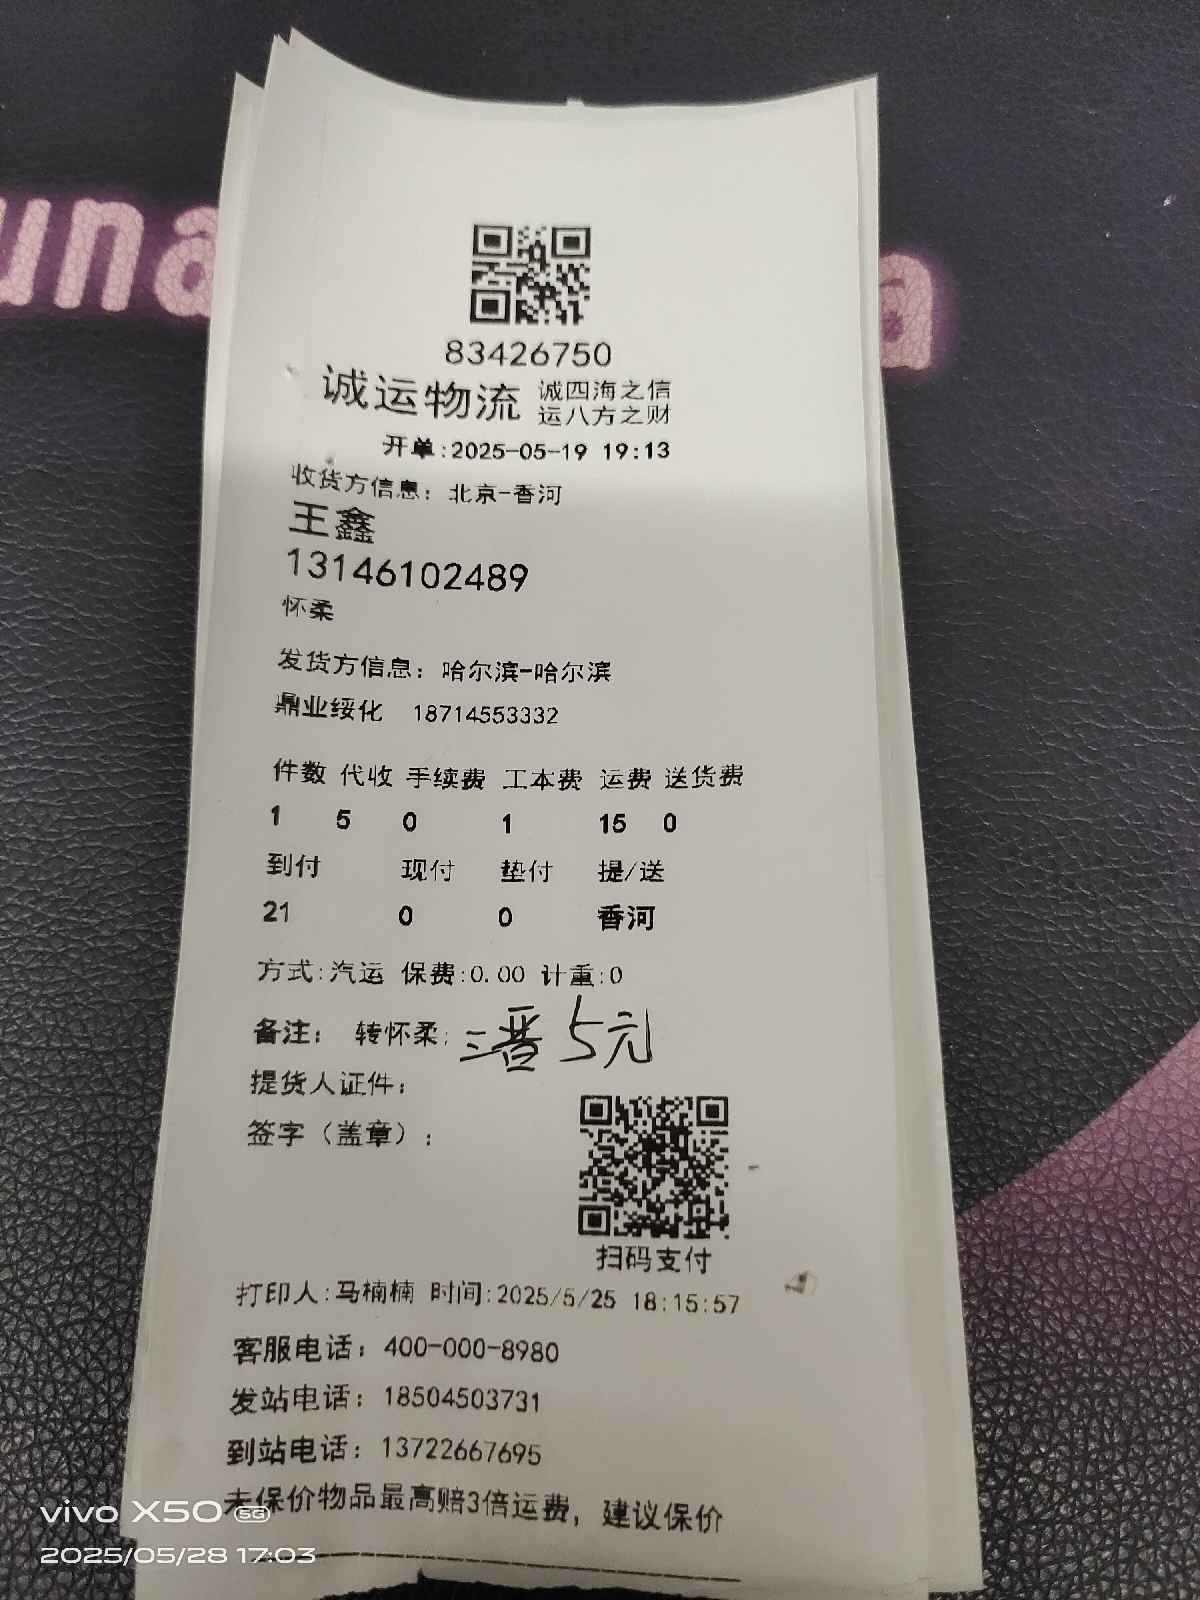 una
a
83426750
诚运物流 诚四海之信
运八方之财
开单:2025-05-19 19:13
收货方信息：北京-香河
王鑫
13146102489
怀柔
发货方信息：哈尔滨-哈尔滨
鼎业绥化 18714553332
件数 代收 手续费 工本费 运费 送货费
1 5 0 1 15 0
到付 现付 垫付 提/送
21 0 0 香河
方式:汽运 保费:0.00 计重:0
备注： 转怀柔; 三晋 5元
提货人证件：
签字（盖章）：
扫码支付
打印人:马楠楠 时间:2025/5/25 18:15:57
客服电话：400-000-8980
发站电话：18504503731
到站电话：13722667695
未保价物品最高赔3倍运费，建议保价
vivo X50 5G
2025/05/28 17:03